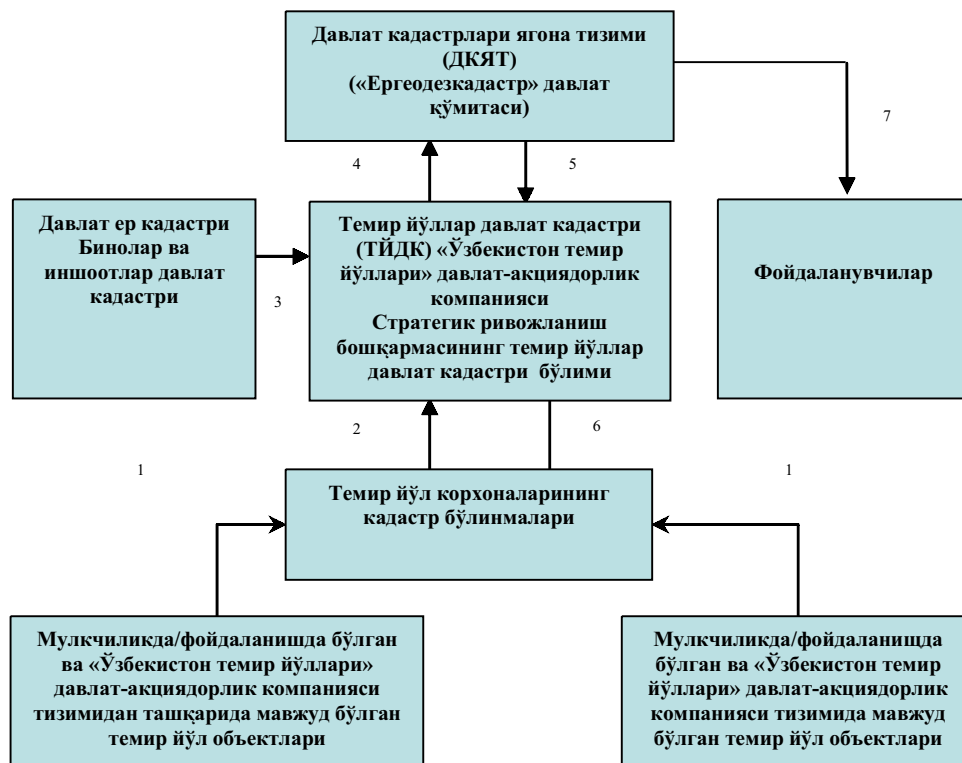 Давлат кадастрлари ягона тизими
(ДКЯТ)
(«Ергеодезкадастр» давлат
қўмитаси)
7
4
5
Давлат ер кадастри
Бинолар ва
иншоотлар давлат
кадастри
3
Темир йўллар давлат кадастри
(ТЙДК) «Ўзбекистон темир
йўллари» давлат-акциядорлик
компанияси
Стратегик ривожланиш
бошқармасининг темир йўллар
давлат кадастри бўлими
Фойдаланувчилар
2
6
1
1
Темир йўл корхоналарининг
кадастр бўлинмалари
Мулкчиликда/фойдаланишда бўлган
ва «Ўзбекистон темир йўллари»
давлат-акциядорлик компанияси
тизимидан ташқарида мавжуд бўлган
темир йўл объектлари
Мулкчиликда/фойдаланишда
бўлган ва «Ўзбекистон темир
йўллари» давлат-акциядорлик
компанияси тизимида мавжуд
бўлган темир йўл объектлари